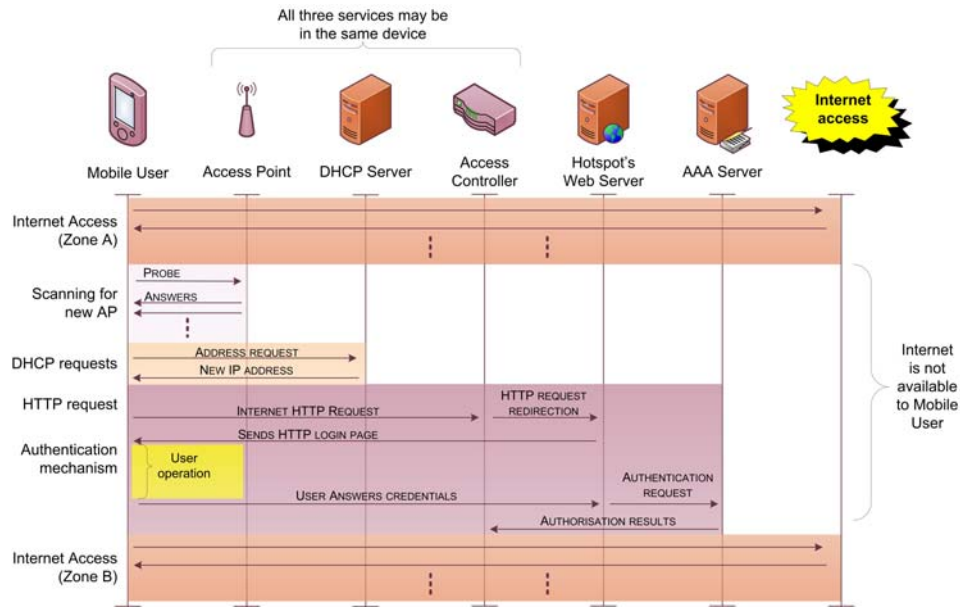 All three services may be
in the same device
Internet
access
Mobile User
Access Point
DHCP Server
Access
Controller
Hotspot's
Web Server
AAA Server
Internet Access
(Zone A)
Scanning for
new AP
PROBE
ANSWERS
DHCP requests
ADDRESS REQUEST
NEW IP ADDRESS
HTTP request
INTERNET HTTP REQUEST
HTTP REQUEST
REDIRECTION
SENDS HTTP LOGIN PAGE
Authentication
mechanism
User
operation
USER ANSWERS CREDENTIALS
AUTHENTICATION
REQUEST
AUTHORISATION RESULTS
Internet
is not
available
to Mobile
User
Internet Access
(Zone B)